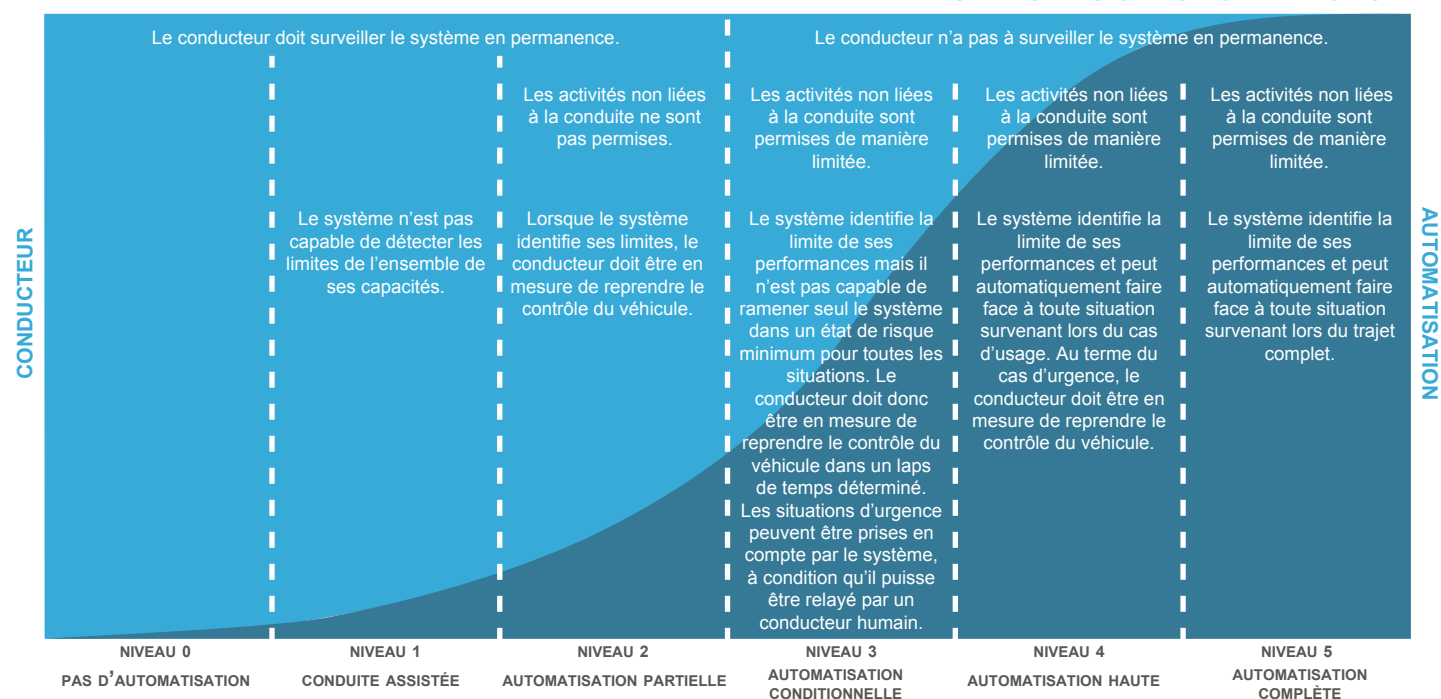 Le conducteur doit surveiller le système en permanence.
Le conducteur n’a pas à surveiller le système en permanence.
CONDUCTEUR
Le système n’est pas
capable de détecter les
limites de l’ensemble de
ses capacités.
Les activités non liées
à la conduite ne sont
pas permises.
Lorsque le système
identifie ses limites, le
conducteur doit être en
mesure de reprendre le
contrôle du véhicule.
Les activités non liées
à la conduite sont
permises de manière
limitée.
Le système identifie la
limite de ses
performances mais il
n’est pas capable de
ramener seul le système
dans un état de risque
minimum pour toutes les
situations. Le
conducteur doit donc
être en mesure de
reprendre le contrôle du
véhicule dans un laps
de temps déterminé.
Les situations d’urgence
peuvent être prises en
compte par le système,
à condition qu’il puisse
être relayé par un
conducteur humain.
Les activités non liées
à la conduite sont
permises de manière
limitée.
Le système identifie la
limite de ses
performances et peut
automatiquement faire
face à toute situation
survenant lors du cas
d’usage. Au terme du
cas d’urgence, le
conducteur doit être en
mesure de reprendre le
contrôle du véhicule.
Les activités non liées
à la conduite sont
permises de manière
limitée.
Le système identifie la
limite de ses
performances et peut
automatiquement faire
face à toute situation
survenant lors du trajet
complet.
AUTOMATISATION
NIVEAU 0
PAS D’AUTOMATISATION
NIVEAU 1
CONDUITE ASSISTÉE
NIVEAU 2
AUTOMATISATION PARTIELLE
NIVEAU 3
AUTOMATISATION
CONDITIONNELLE
NIVEAU 4
AUTOMATISATION HAUTE
NIVEAU 5
AUTOMATISATION
COMPLÈTE